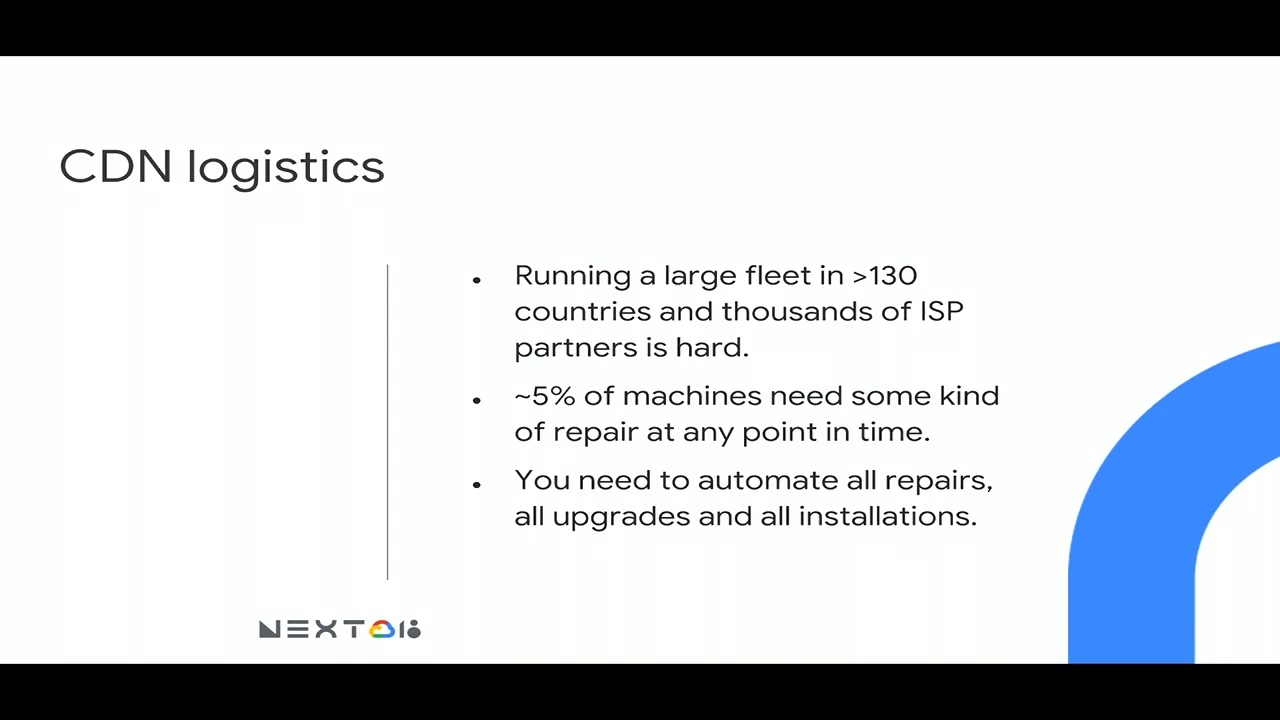 CDN logistics
• Running a large fleet in >130
countries and thousands of ISP
partners is hard.
• ~5% of machines need some kind
of repair at any point in time.
• You need to automate all repairs,
all upgrades and all installations.
NEXT 18